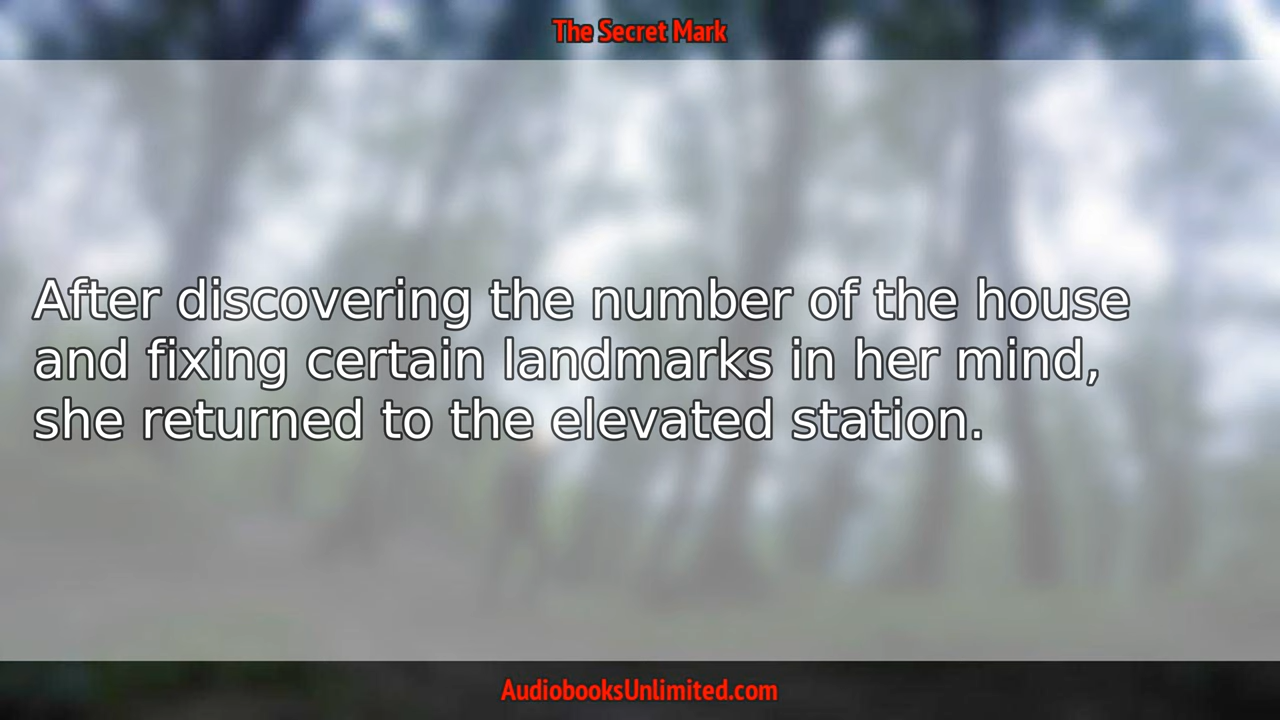 The Secret Mark
After discovering the number of the house
and fixing certain landmarks in her mind,
she returned to the elevated station.
AudiobooksUnlimited.com